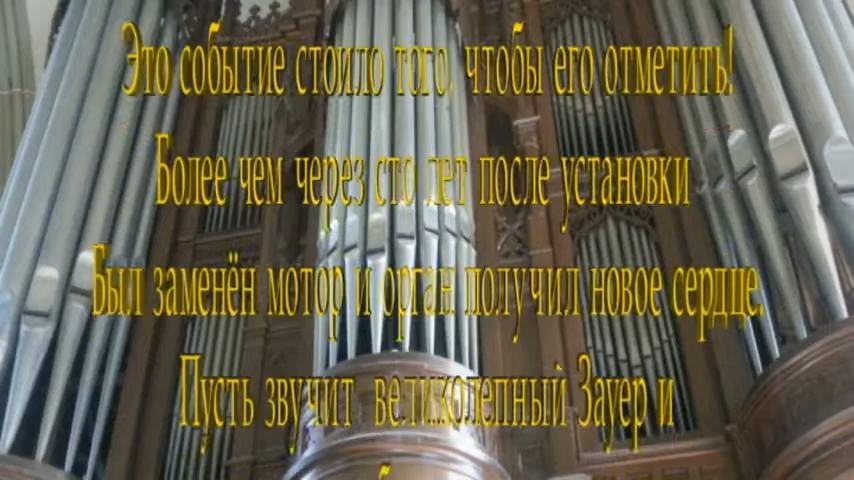 Это событие стоило того, чтобы его отметить!
Более чем через сто лет после установки
Был заменён мотор и орган получил новое сердце.
Пусть звучит великолепный Зауер и